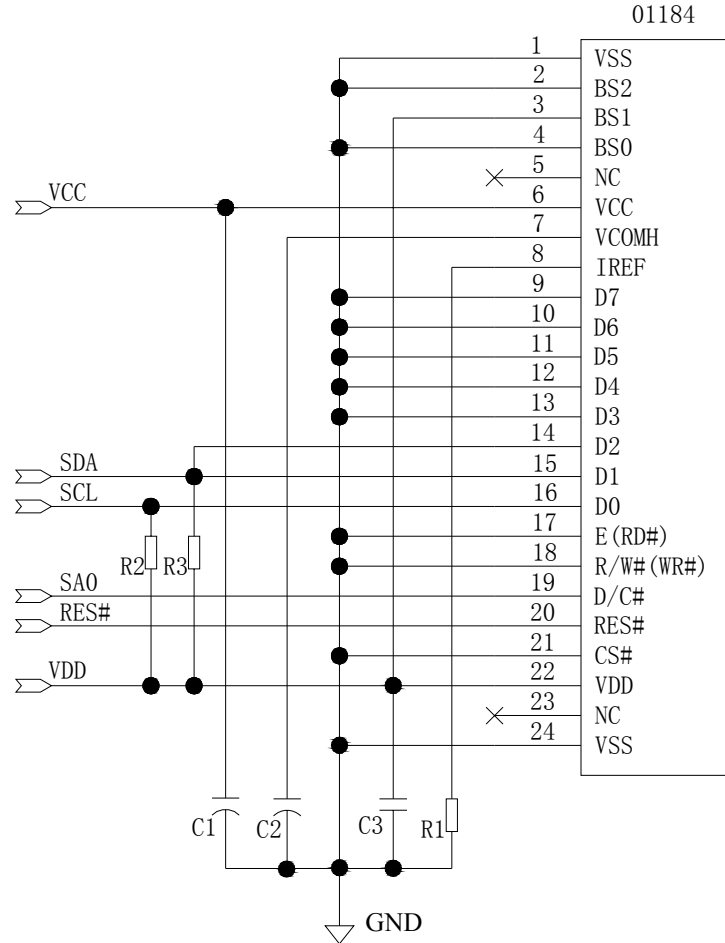 01184
1 VSS
2 BS2
3 BS1
4 BS0
5 NC
VCC 6 VCC
7 VCOMH
8 IREF
9 D7
10 D6
11 D5
12 D4
13 D3
14 D2
SDA 15 D1
SCL 16 D0
17 E(RD#)
R2 R3 18 R/W#(WR#)
SA0 19 D/C#
RES# 20 RES#
21 CS#
VDD 22 VDD
23 NC
24 VSS
C1 C2 C3 R1
GND